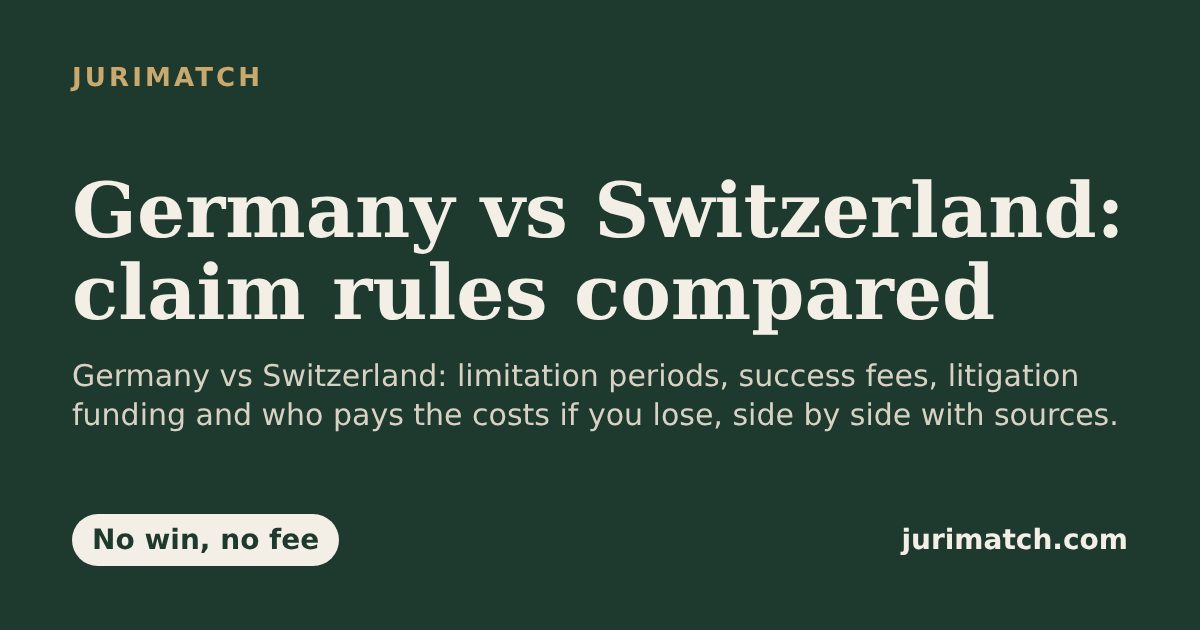 JURIMATCH
Germany vs Switzerland:
claim rules compared
Germany vs Switzerland: limitation periods, success fees, litigation
funding and who pays the costs if you lose, side by side with sources.
No win, no fee
jurimatch.com